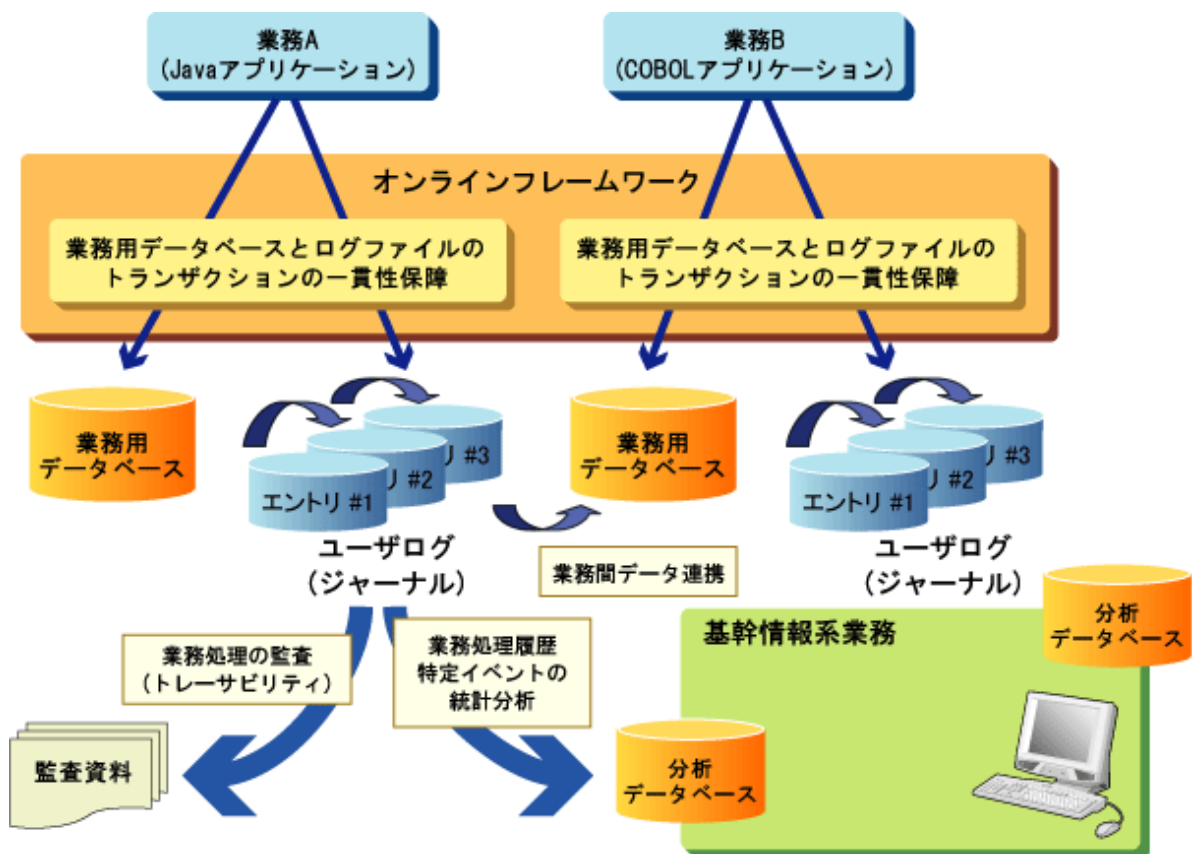 業務A
(Javaアプリケーション)
業務B
(COBOLアプリケーション)
オンラインフレームワーク
業務用データベースとログファイルの
トランザクションの一貫性保障
業務用データベースとログファイルの
トランザクションの一貫性保障
業務用
データベース
エントリ #1
リ #2
リ #3
業務用
データベース
エントリ #1
リ #2
リ #3
ユーザログ
(ジャーナル)
業務間データ連携
ユーザログ
(ジャーナル)
業務処理の監査
(トレーサビリティ)
業務処理履歴
特定イベントの
統計分析
基幹情報系業務
分析
データベース
監査資料
分析
データベース